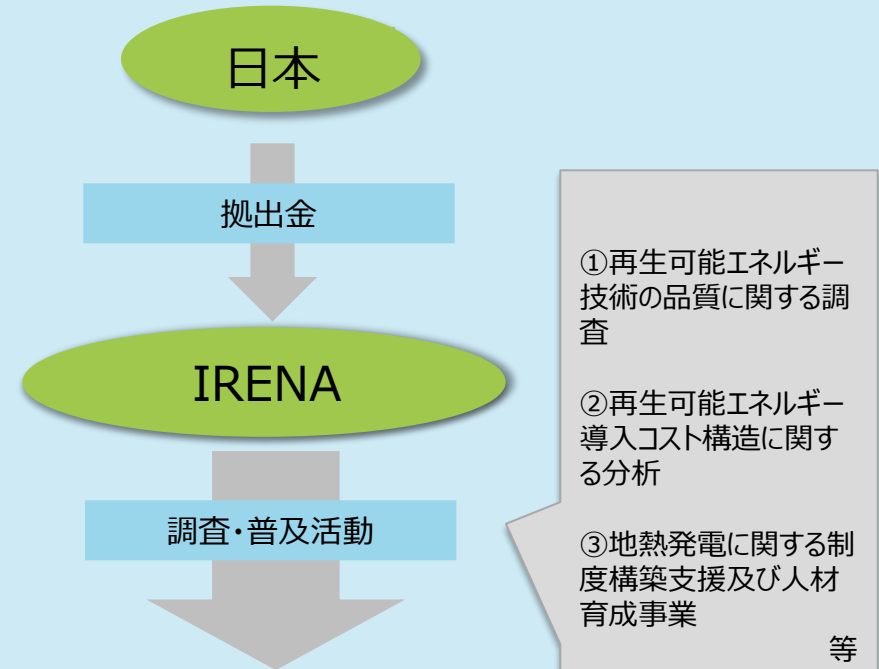 日本
拠出金
IRENA
調査・普及活動
①再生可能エネルギー
技術の品質に関する調
査
②再生可能エネルギー
導入コスト構造に関す
る分析
③地熱発電に関する制
度構築支援及び人材
育成事業
等